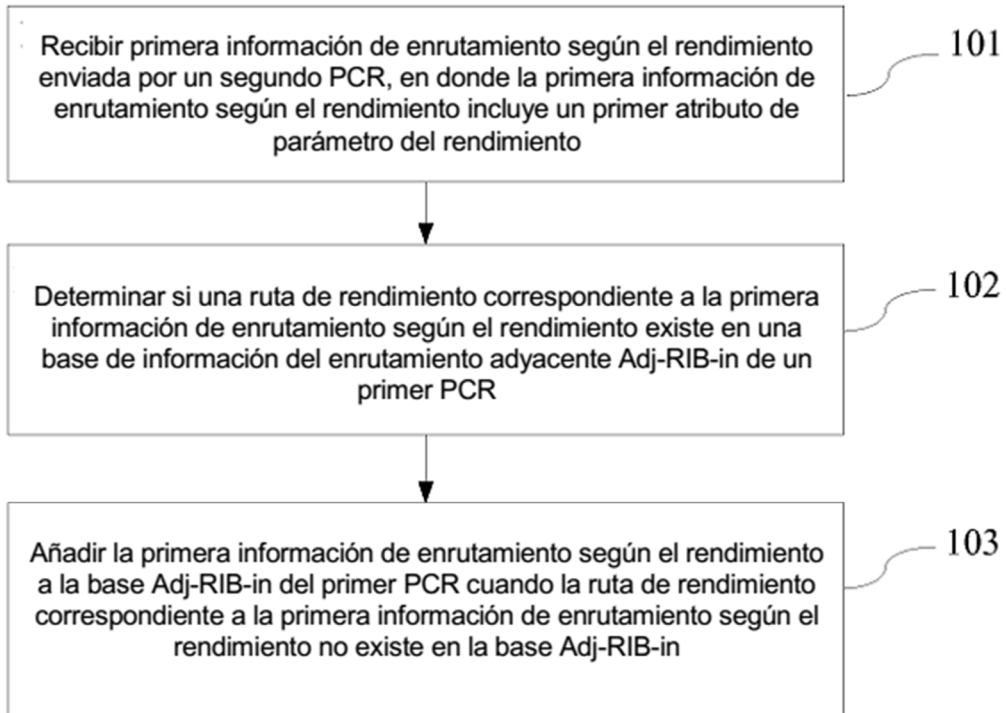 Recibir primera información de enrutamiento según el rendimiento
enviada por un segundo PCR, en donde la primera información de
enrutamiento según el rendimiento incluye un primer atributo de
parámetro del rendimiento
101
Determinar si una ruta de rendimiento correspondiente a la primera
información de enrutamiento según el rendimiento existe en una
base de información del enrutamiento adyacente Adj-RIB-in de un
primer PCR
102
Añadir la primera información de enrutamiento según el rendimiento
a la base Adj-RIB-in del primer PCR cuando la ruta de rendimiento
correspondiente a la primera información de enrutamiento según el
rendimiento no existe en la base Adj-RIB-in
103